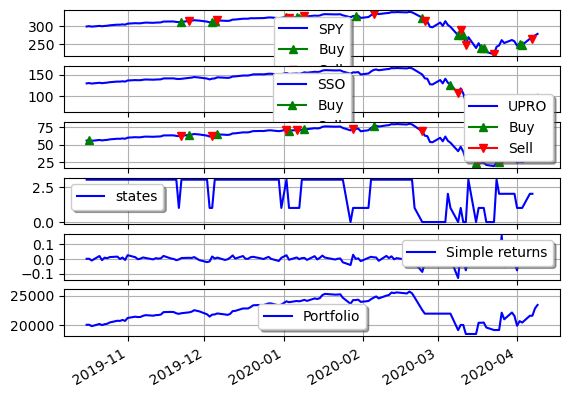 300
250
SPY
Buy
150
100
SSO
Buy
75
50
25
UPRO
Buy
Sell
2.5
0.0
states
0.1
0.0
−0.1
Simple returns
25000
20000
Portfolio
2019-11
2019-12
2020-01
2020-02
2020-03
2020-04